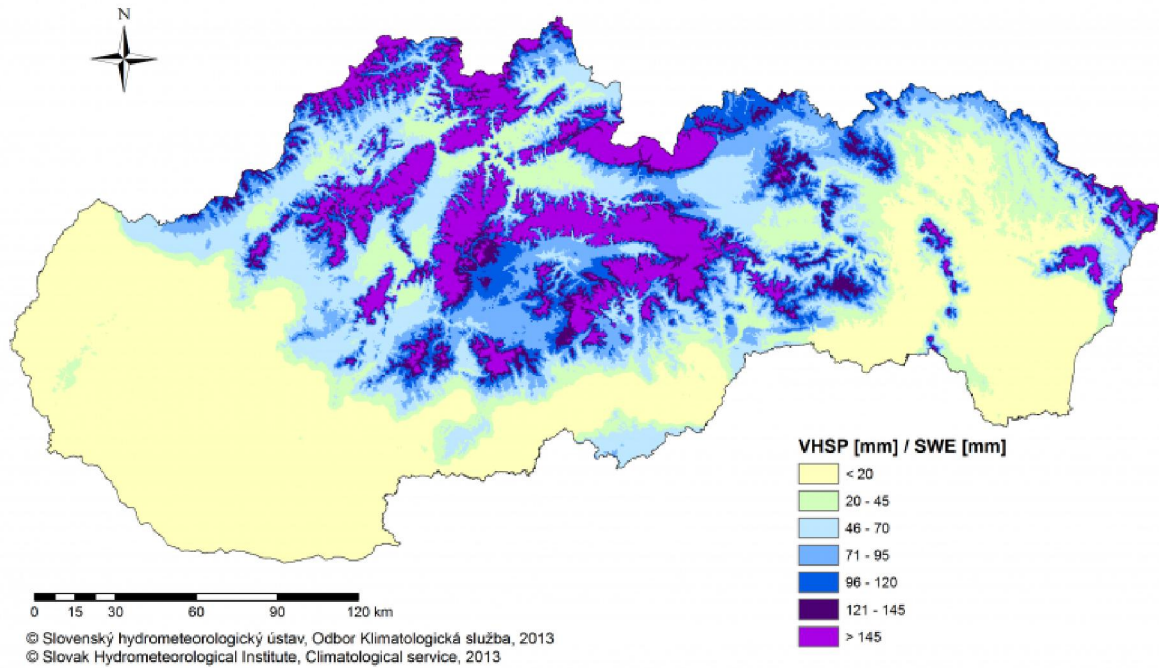 N
VHSP [mm] / SWE [mm]
< 20
20 - 45
46 - 70
71 - 95
96 - 120
121 - 145
> 145
0 15 30 60 90 120 km
© Slovenský hydrometeorologický ústav, Odbor Klimatologická služba, 2013
© Slovak Hydrometeorological Institute, Climatological service, 2013